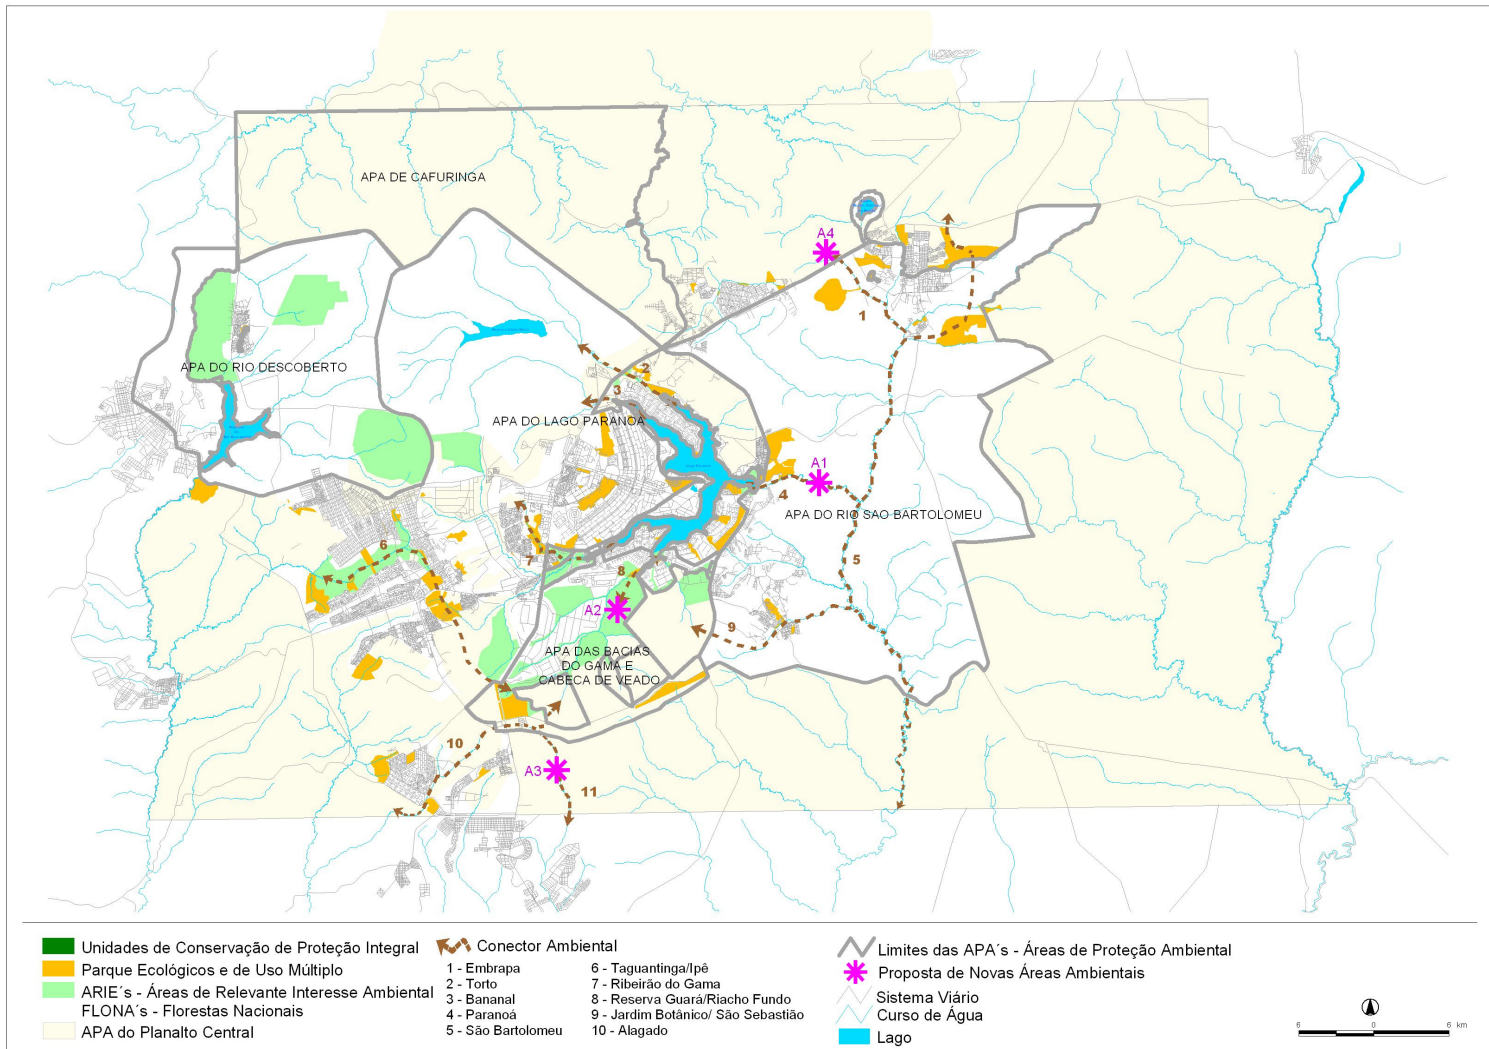 APA DE CAFURINGA
A4
1
APA DO RIO DESCOBERTO
2
3
APA DO LAGO PARANOA
A1
4
APA DO RIO SAO BARTOLOMEU
6
7
5
8
A2
9
APA DAS BACIAS
DO GAMA E
CABECA DE VEADO
10
A3
11
Unidades de Conservação de Proteção Integral
Parque Ecológicos e de Uso Múltiplo
ARIE´s - Áreas de Relevante Interesse Ambiental
FLONA´s - Florestas Nacionais
APA do Planalto Central
Conector Ambiental
1 - Embrapa
2 - Torto
3 - Bananal
4 - Paranoá
5 - São Bartolomeu
6 - Taguantinga/Ipê
7 - Ribeirão do Gama
8 - Reserva Guará/Riacho Fundo
9 - Jardim Botânico/ São Sebastião
10 - Alagado
Limites das APA´s - Áreas de Proteção Ambiental
Proposta de Novas Áreas Ambientais
Sistema Viário
Curso de Água
Lago
6 0 6 km